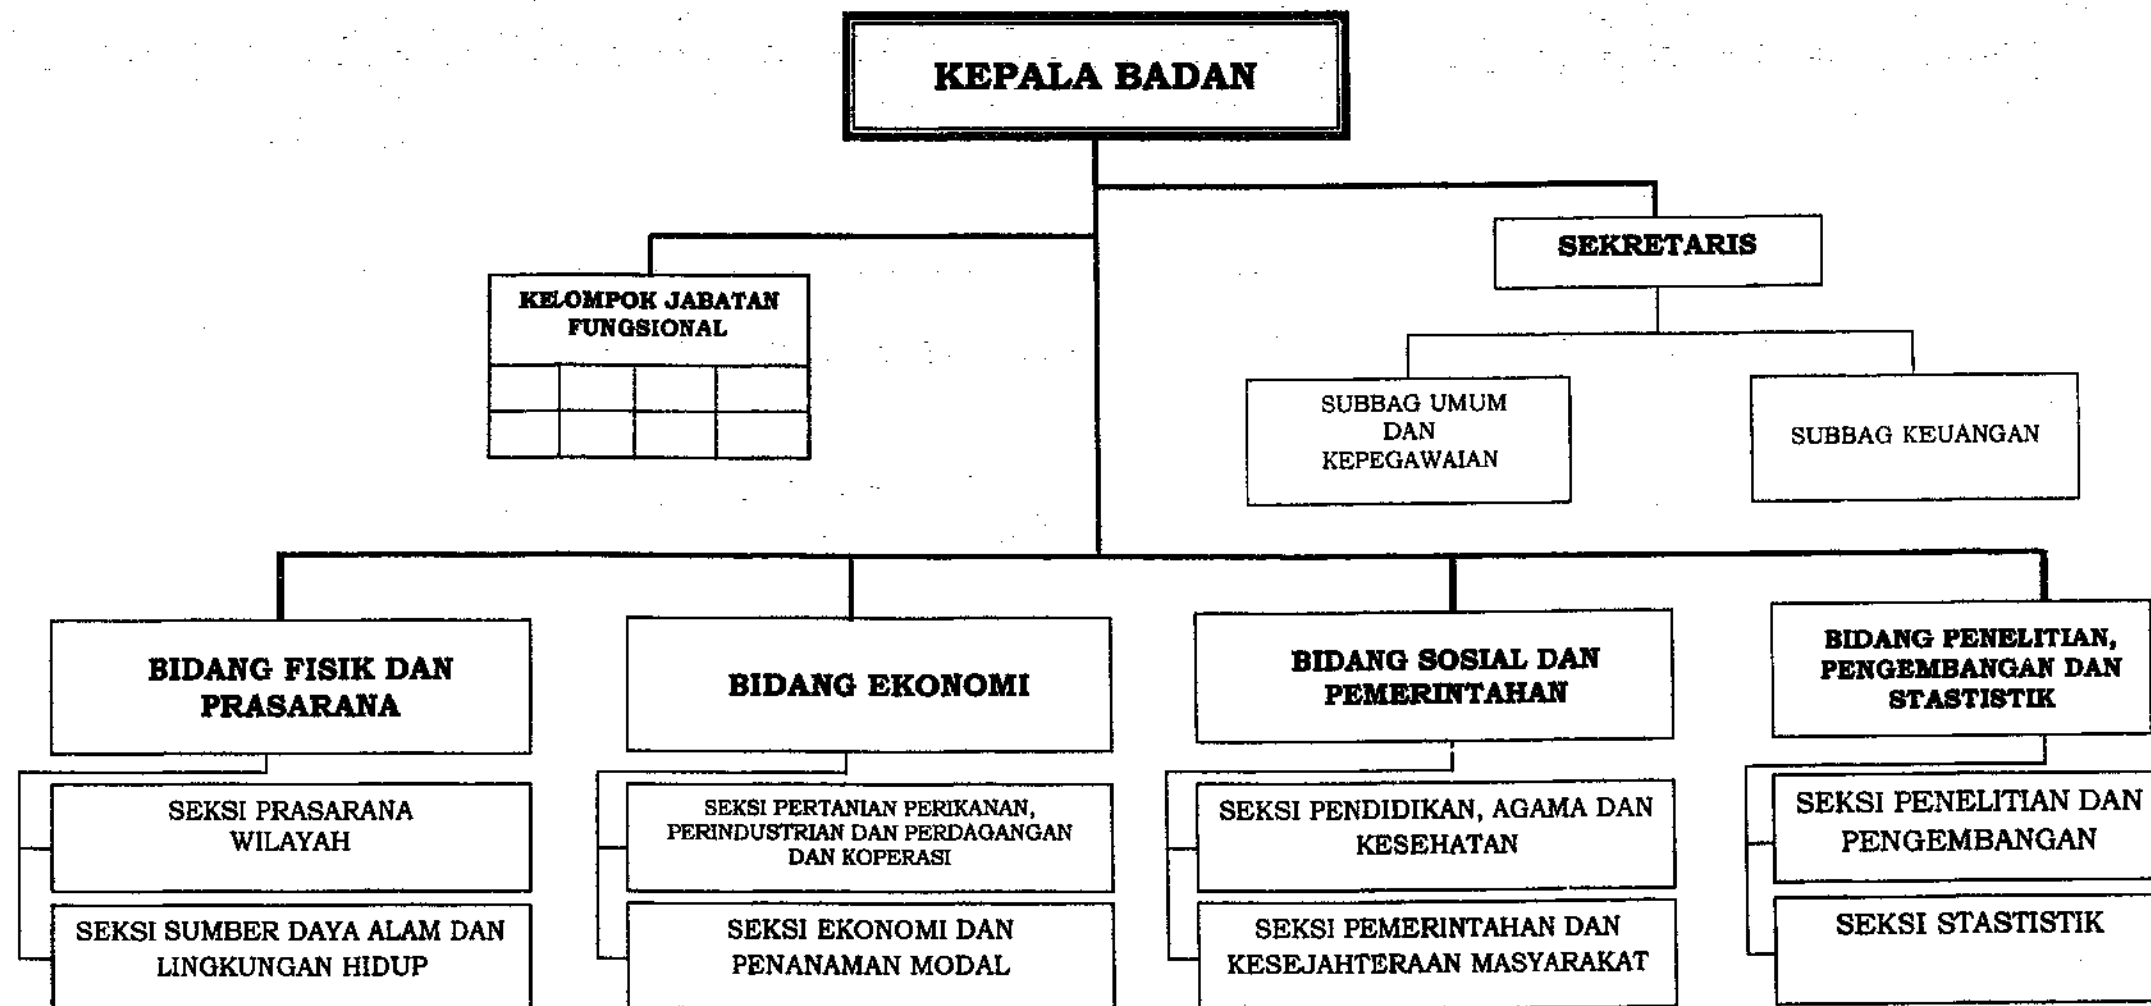 KEPALA BADAN
SEKRETARIS
KELOMPOK JABATAN
FUNGSIONAL
SUBBAG UMUM
DAN
KEPEGAWAIAN
SUBBAG KEUANGAN
BIDANG FISIK DAN
PRASARANA
BIDANG EKONOMI
BIDANG SOSIAL DAN
PEMERINTAHAN
BIDANG PENELITIAN,
PENGEMBANGAN DAN
STASTISTIK
SEKSI PRASARANA
WILAYAH
SEKSI PERTANIAN PERIKANAN,
PERINDUSTRIAN DAN PERDAGANGAN
DAN KOPERASI
SEKSI PENDIDIKAN, AGAMA DAN
KESEHATAN
SEKSI PENELITIAN DAN
PENGEMBANGAN
SEKSI SUMBER DAYA ALAM DAN
LINGKUNGAN HIDUP
SEKSI EKONOMI DAN
PENANAMAN MODAL
SEKSI PEMERINTAHAN DAN
KESEJAHTERAAN MASYARAKAT
SEKSI STASTISTIK